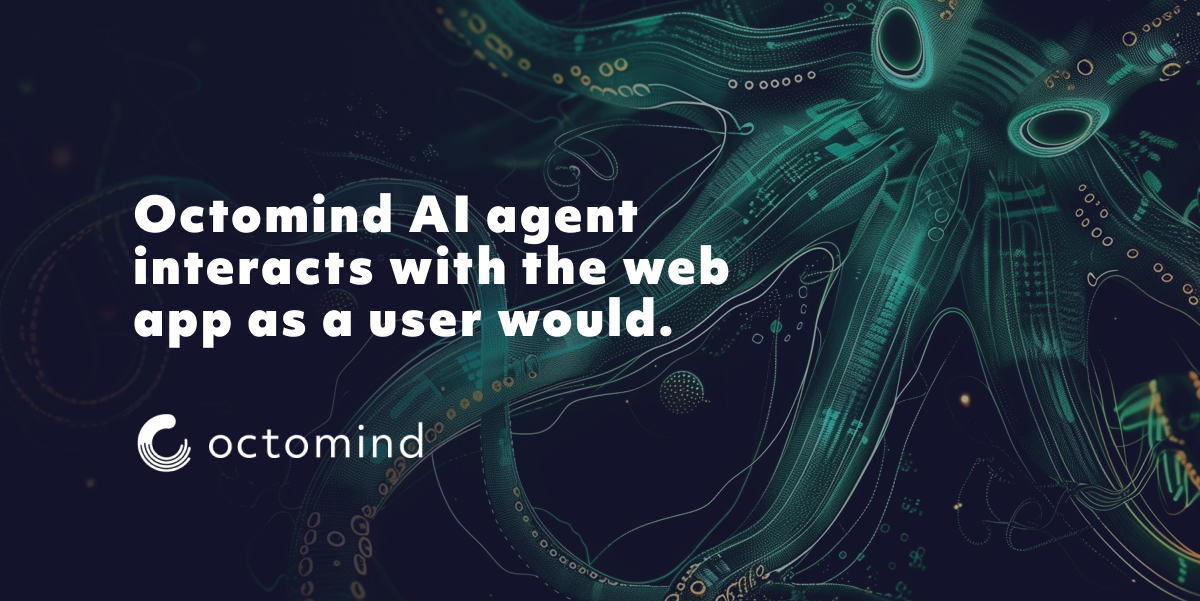 Octomind AI agent
interacts with the web
app as a user would.
octomind